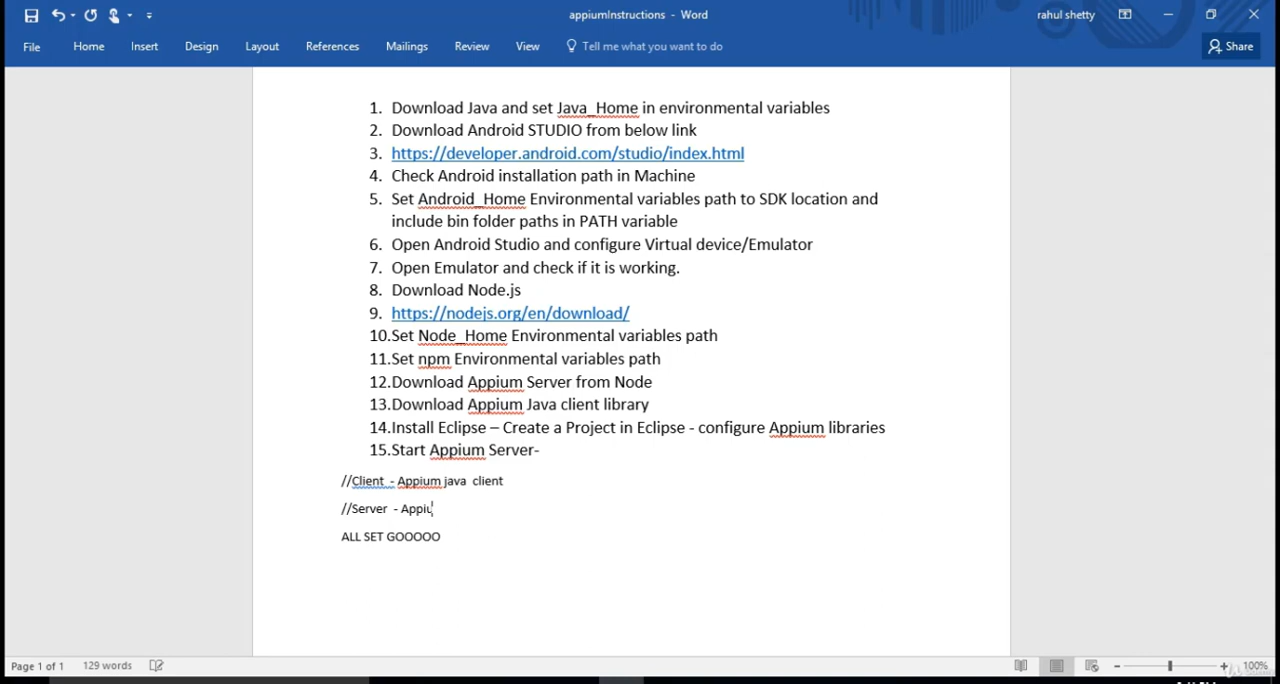 appiumInstructions - Word
rahul shetty
File Home Insert Design Layout References Mailings Review View Tell me what you want to do Share
1. Download Java and set Java_Home in environmental variables
2. Download Android STUDIO from below link
3. https://developer.android.com/studio/index.html
4. Check Android installation path in Machine
5. Set Android_Home Environmental variables path to SDK location and
include bin folder paths in PATH variable
6. Open Android Studio and configure Virtual device/Emulator
7. Open Emulator and check if it is working.
8. Download Node.js
9. https://nodejs.org/en/download/
10.Set Node_Home Environmental variables path
11.Set npm Environmental variables path
12.Download Appium Server from Node
13.Download Appium Java client library
14.Install Eclipse – Create a Project in Eclipse - configure Appium libraries
15.Start Appium Server-
//Client - Appium java client
//Server - Appiu
ALL SET GOOOOO
Page 1 of 1 129 words 100%